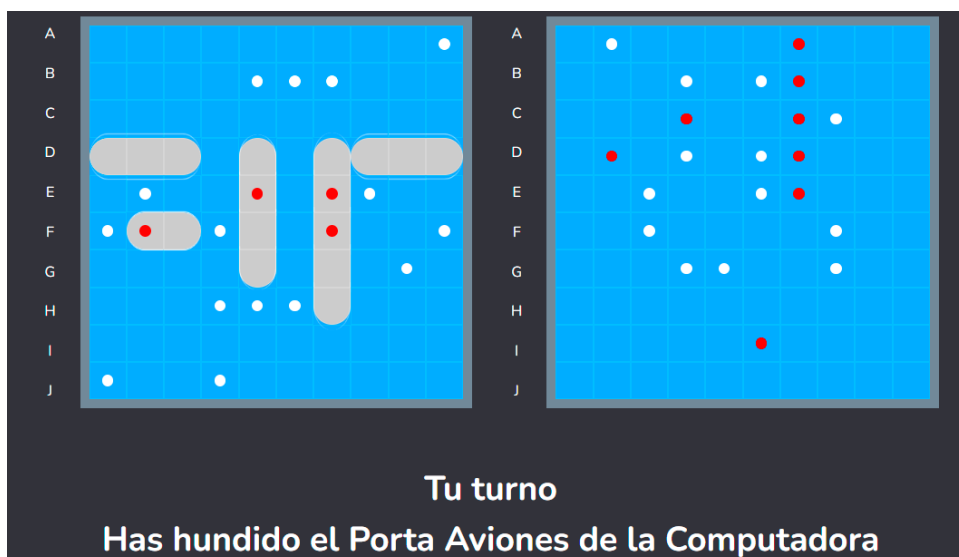 A A
B B
C C
D D
E E
F F
G G
H H
I I
J J
Tu turno
Has hundido el Porta Aviones de la Computadora